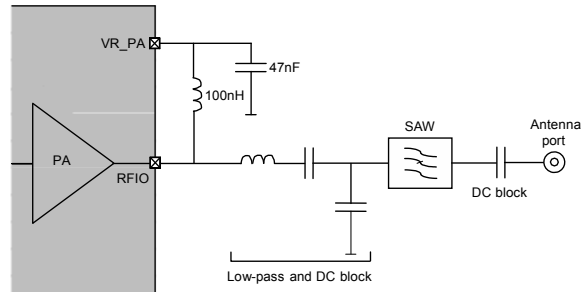 VR_PA
47nF
100nH
SAW
Antenna
port
PA
RFIO
DC block
Low-pass and DC block